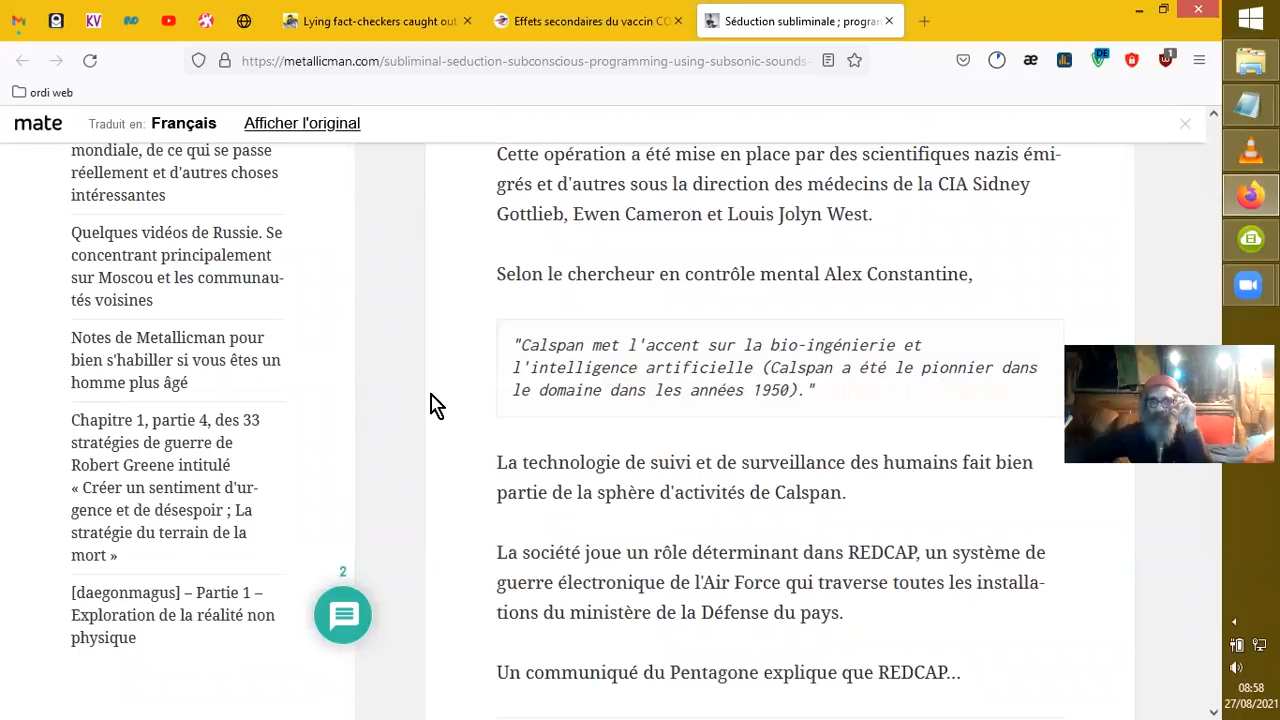 Lying fact-checkers caught out
Effets secondaires du vaccin CO
Séduction subliminale ; program
https://metallicman.com/subliminal-seduction-subconscious-programming-using-subsonic-sounds-
ordi web
mate
Traduit en: Français
Afficher l'original
mondiale, de ce qui se passe
réellement et d'autres choses
intéressantes
Quelques vidéos de Russie. Se
concentrant principalement
sur Moscou et les communau-
tés voisines
Notes de Metallicman pour
bien s'habiller si vous êtes un
homme plus âgé
Chapitre 1, partie 4, des 33
stratégies de guerre de
Robert Greene intitulé
« Créer un sentiment d'ur-
gence et de désespoir ; La
stratégie du terrain de la
mort »
[daegonmagus] – Partie 1 –
Exploration de la réalité non
physique
2
Cette opération a été mise en place par des scientifiques nazis émi-
grés et d'autres sous la direction des médecins de la CIA Sidney
Gottlieb, Ewen Cameron et Louis Jolyn West.
Selon le chercheur en contrôle mental Alex Constantine,
"Calspan met l'accent sur la bio-ingénierie et
l'intelligence artificielle (Calspan a été le pionnier dans
le domaine dans les années 1950)."
La technologie de suivi et de surveillance des humains fait bien
partie de la sphère d'activités de Calspan.
La société joue un rôle déterminant dans REDCAP, un système de
guerre électronique de l'Air Force qui traverse toutes les installa-
tions du ministère de la Défense du pays.
Un communiqué du Pentagone explique que REDCAP…
KV
æ
DE
1
08:58
27/08/2021